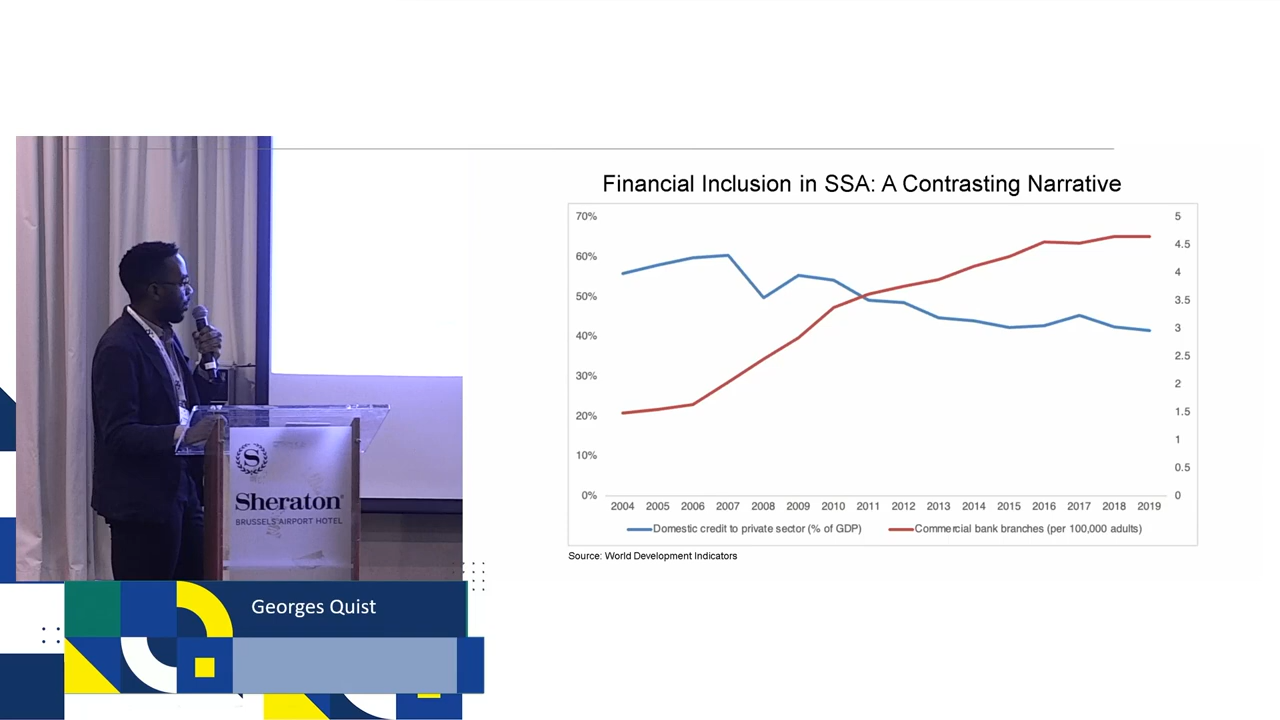 Financial Inclusion in SSA: A Contrasting Narrative
70%
60%
50%
40%
30%
20%
10%
0%
5
4.5
4
3.5
3
2.5
2
1.5
1
0.5
0
2004 2005 2006 2007 2008 2009 2010 2011 2012 2013 2014 2015 2016 2017 2018 2019
Domestic credit to private sector (% of GDP) Commercial bank branches (per 100,000 adults)
Source: World Development Indicators
S
Sheraton
BRUSSELS AIRPORT HOTEL
Georges Quist